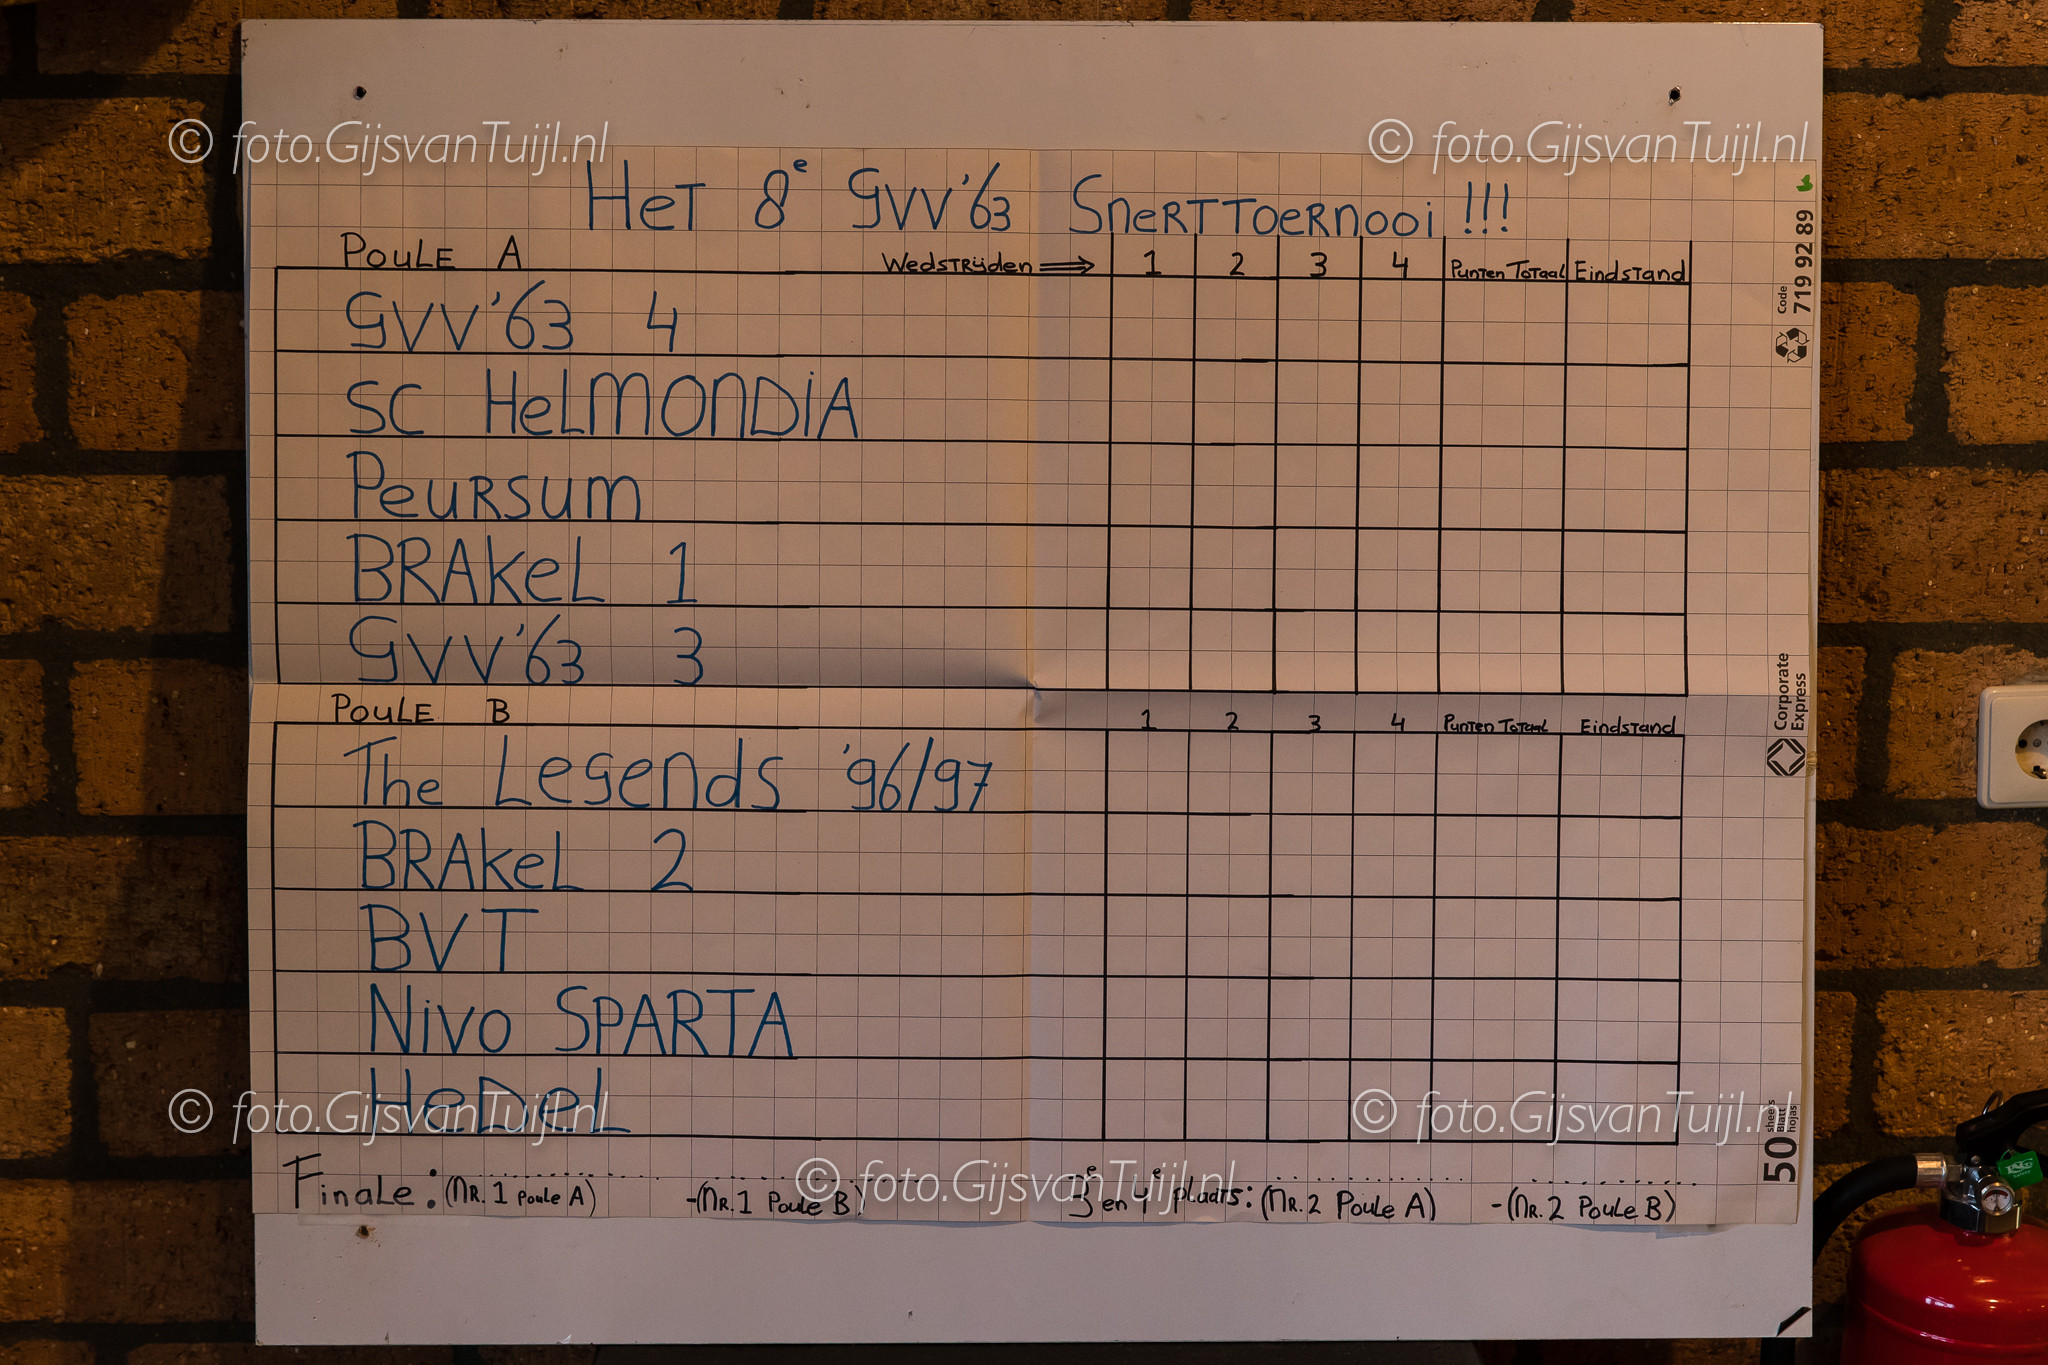 © foto.GijsvanTuijl.nl © foto.GijsvanTuijl.nl
HeT 8e GVV'63 SneRTToeRnooi !!!
PouLE A WedsTRijden ⇒ 1 2 3 4 PunTen ToTaal EindsTand
GVV'63 4
SC HeLMONDiA
PeuRsum
BRAkeL 1
GVV'63 3
PouLE B 1 2 3 4 PunTen ToTaal EindsTand
The Legends '96/97
BRAkeL 2
BVT
Nivo SPARTA
HeDeL
© foto.GijsvanTuijl.nl © foto.GijsvanTuijl.nl
© foto.GijsvanTuijl.nl
FinaLe: (NR. 1 PouLe A) -(NR. 1 PouLe B) 3e en 4e plaats: (NR. 2 PouLe A) -(NR. 2 PouLe B)
Code
719 92 89
Corporate
Express
50 sheets
Blatt
hojas